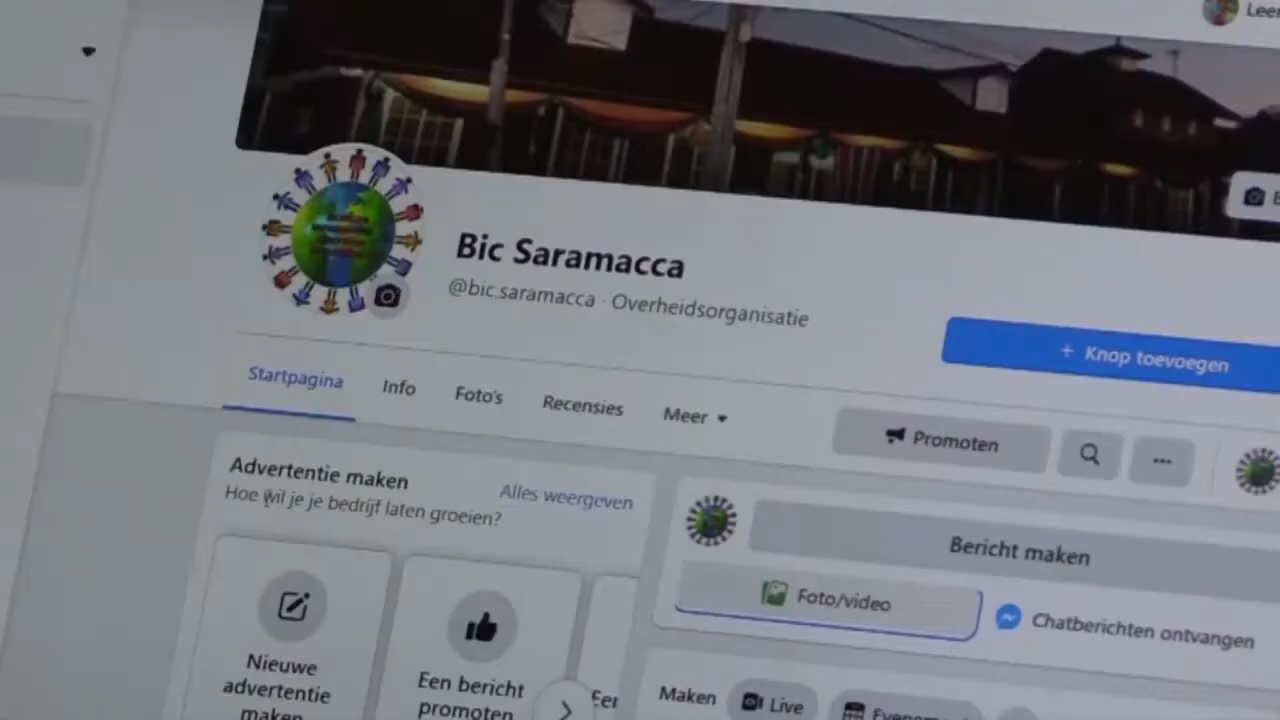 Bic Saramacca
@bic.saramacca · Overheidsorganisatie
+ Knop toevoegen
Startpagina
Info
Foto's
Recensies
Meer
Promoten
Advertentie maken
Alles weergeven
Hoe wil je je bedrijf laten groeien?
Bericht maken
Foto/video
Chatberichten ontvangen
Nieuwe
advertentie
maken
Een bericht
promoten
Maken
Live